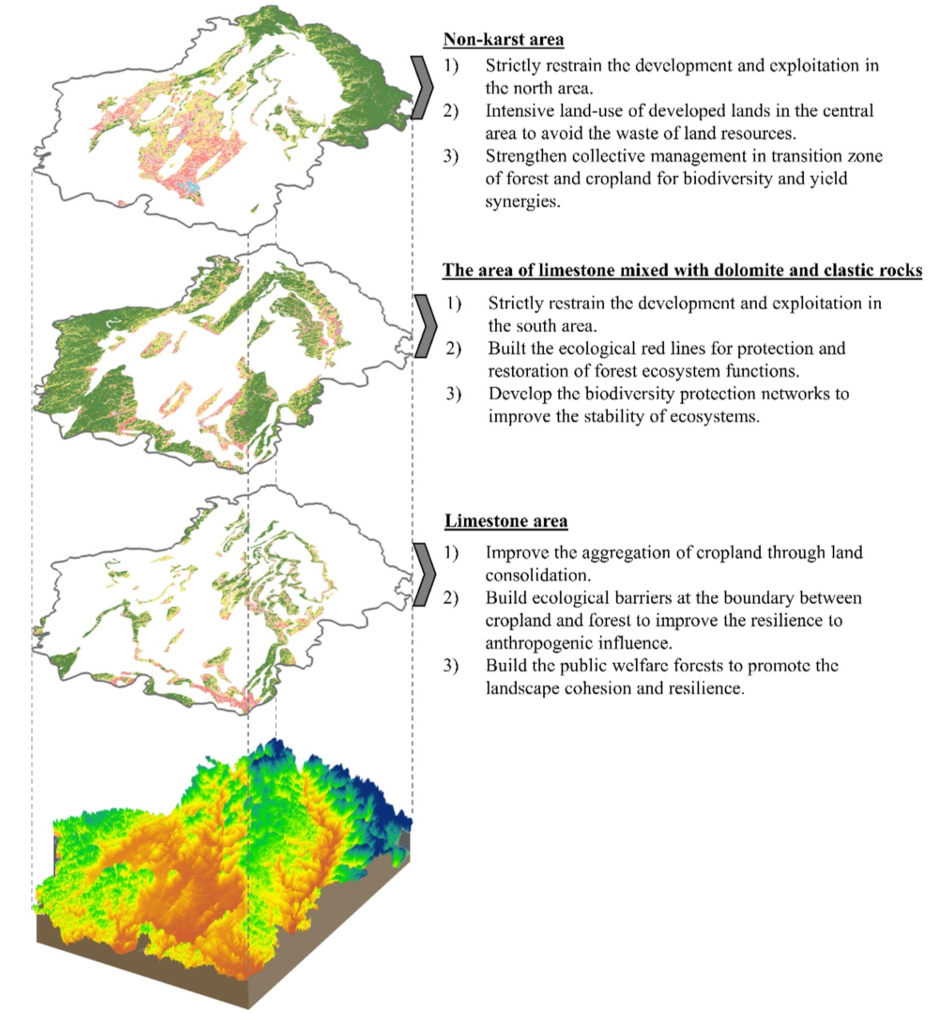 Non-karst area
1) Strictly restrain the development and exploitation in
the north area.
2) Intensive land-use of developed lands in the central
area to avoid the waste of land resources.
3) Strengthen collective management in transition zone
of forest and cropland for biodiversity and yield
synergies.
The area of limestone mixed with dolomite and clastic rocks
1) Strictly restrain the development and exploitation in
the south area.
2) Built the ecological red lines for protection and
restoration of forest ecosystem functions.
3) Develop the biodiversity protection networks to
improve the stability of ecosystems.
Limestone area
1) Improve the aggregation of cropland through land
consolidation.
2) Build ecological barriers at the boundary between
cropland and forest to improve the resilience to
anthropogenic influence.
3) Build the public welfare forests to promote the
landscape cohesion and resilience.